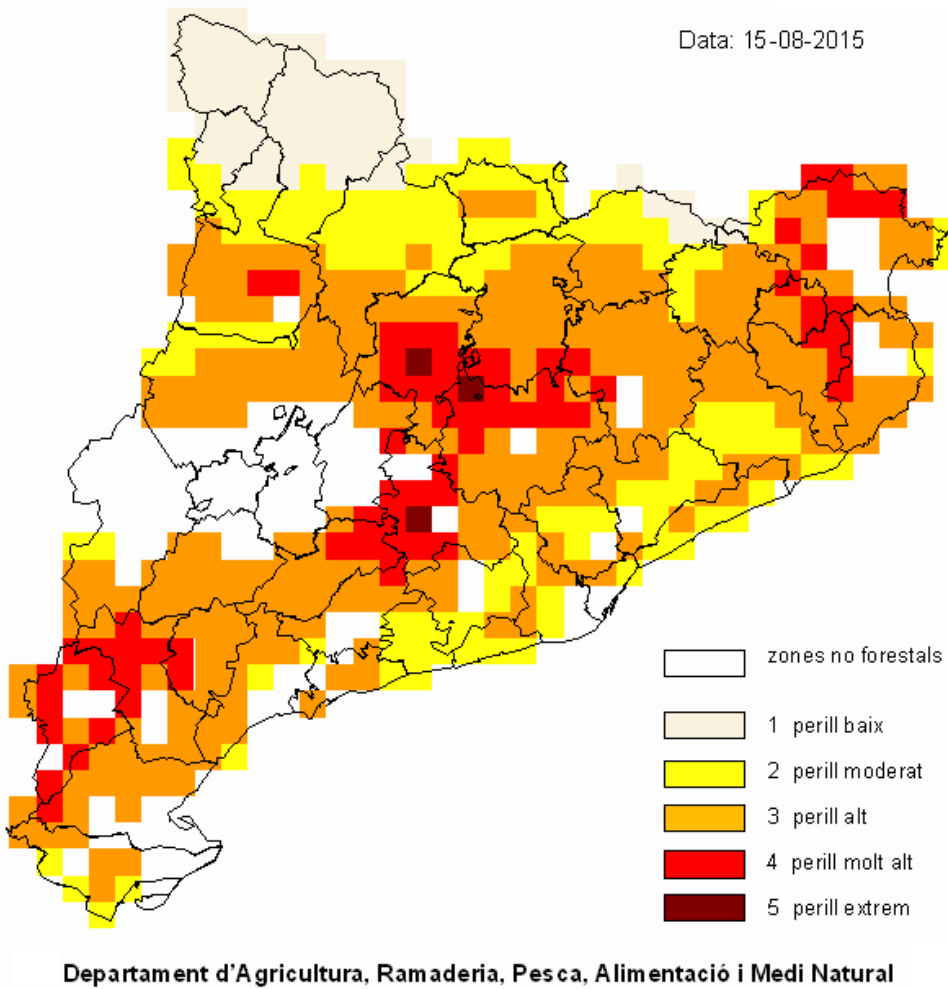 Data: 15-08-2015
zones no forestals
1 perill baix
2 perill moderat
3 perill alt
4 perill molt alt
5 perill extrem
Departament d'Agricultura, Ramaderia, Pesca, Alimentació i Medi Natural